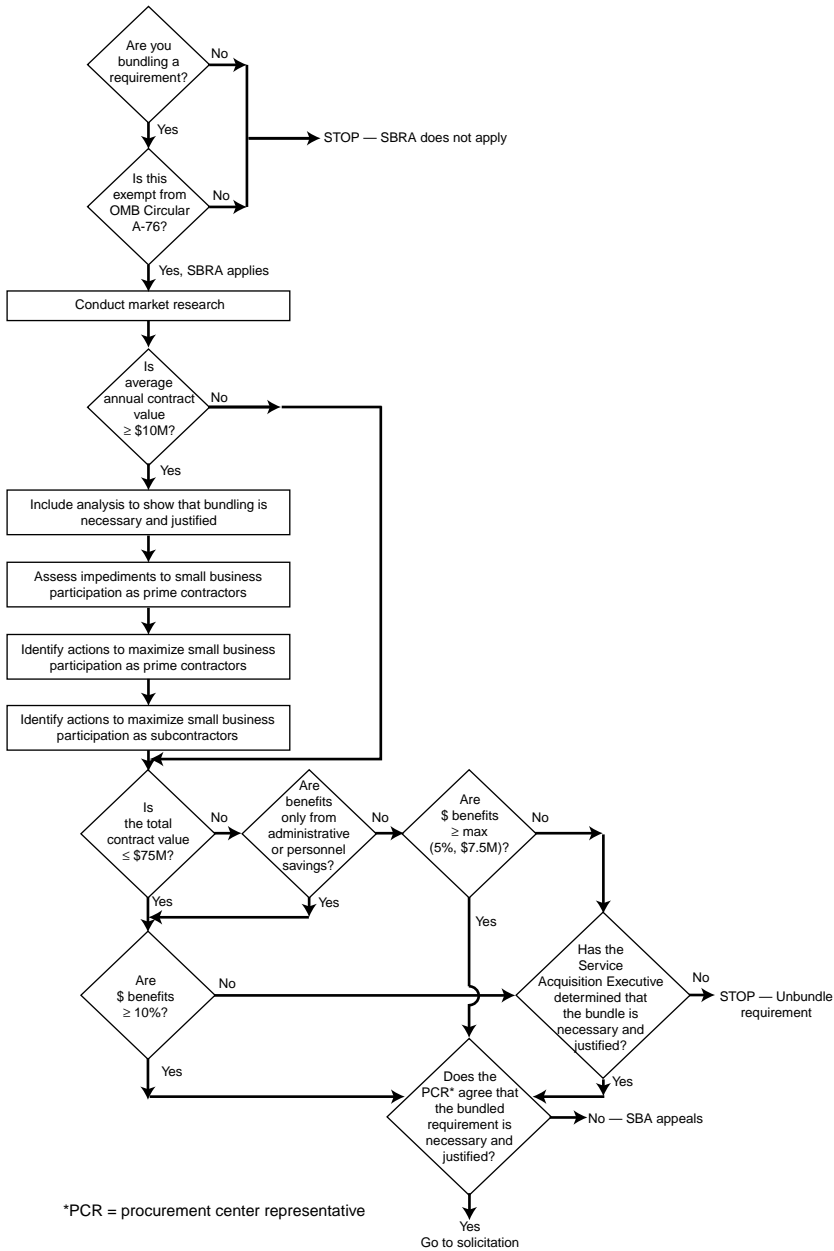 Are you
bundling a
requirement?
No
Yes
STOP — SBRA does not apply
Is this
exempt from
OMB Circular
A-76?
No
Yes, SBRA applies
Conduct market research
Is
average
annual contract
value
≥ $10M?
No
Yes
Include analysis to show that bundling is
necessary and justified
Assess impediments to small business
participation as prime contractors
Identify actions to maximize small business
participation as prime contractors
Identify actions to maximize small business
participation as subcontractors
Is
the total
contract value
≤ $75M?
No
Yes
Are
benefits
only from
administrative
or personnel
savings?
No
Yes
Are
$ benefits
≥ max
(5%, $7.5M)?
No
Yes
Are
$ benefits
≥ 10%?
No
Yes
Has the
Service
Acquisition Executive
determined that
the bundle is
necessary and
justified?
No
STOP — Unbundle
requirement
Yes
Does the
PCR* agree that
the bundled
requirement is
necessary and
justified?
No — SBA appeals
Yes
Go to solicitation
*PCR = procurement center representative